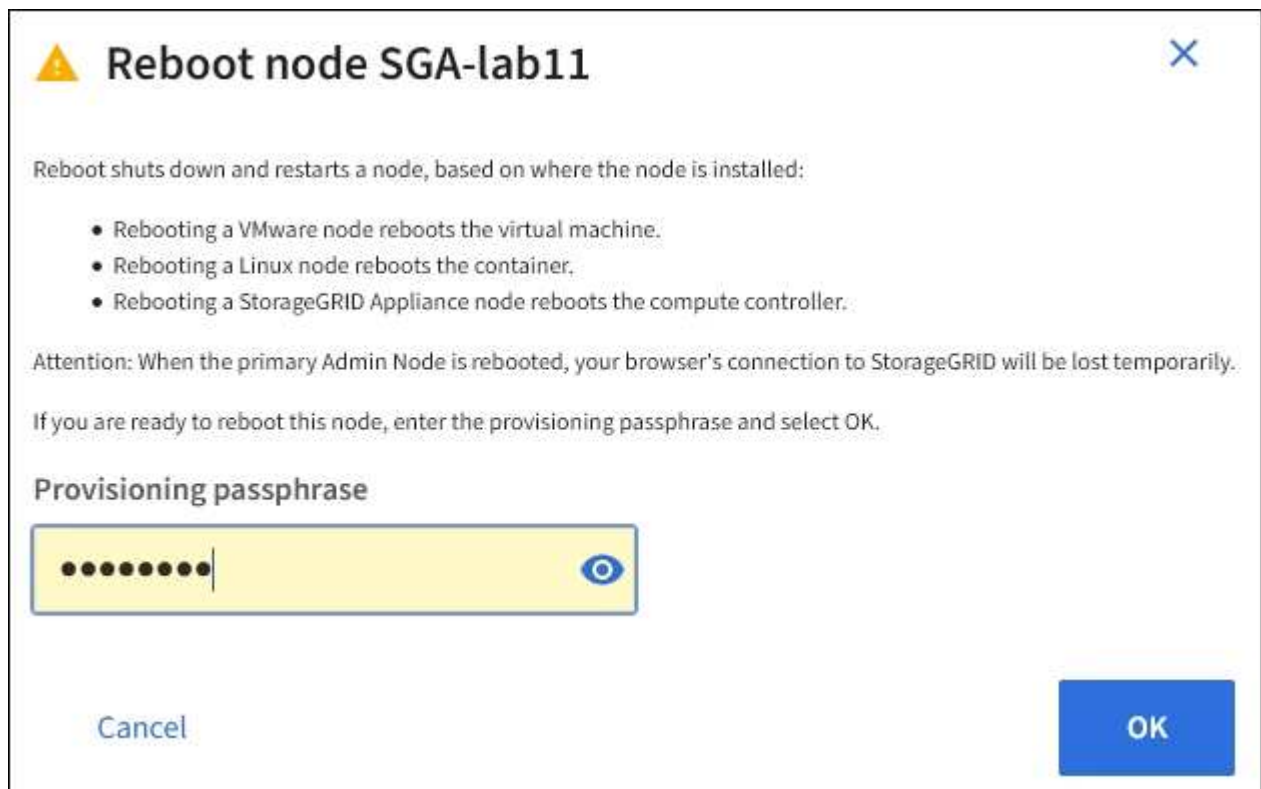 Reboot node SGA-lab11
Reboot shuts down and restarts a node, based on where the node is installed:
• Rebooting a VMware node reboots the virtual machine.
• Rebooting a Linux node reboots the container.
• Rebooting a StorageGRID Appliance node reboots the compute controller.
Attention: When the primary Admin Node is rebooted, your browser's connection to StorageGRID will be lost temporarily.
If you are ready to reboot this node, enter the provisioning passphrase and select OK.
Provisioning passphrase
••••••••
Cancel
OK